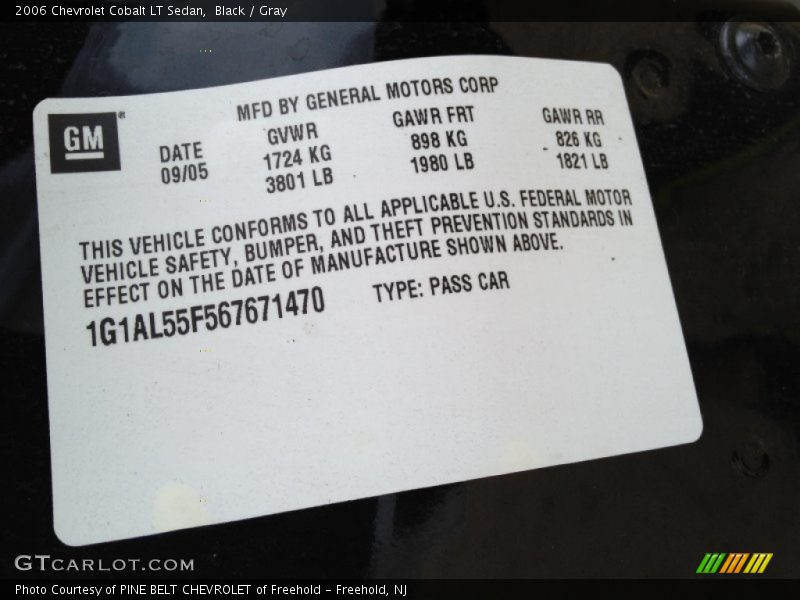 2006 Chevrolet Cobalt LT Sedan, Black / Gray
GM®
MFD BY GENERAL MOTORS CORP
DATE GVWR GAWR FRT GAWR RR
09/05 1724 KG 898 KG 826 KG
3801 LB 1980 LB 1821 LB
THIS VEHICLE CONFORMS TO ALL APPLICABLE U.S. FEDERAL MOTOR
VEHICLE SAFETY, BUMPER, AND THEFT PREVENTION STANDARDS IN
EFFECT ON THE DATE OF MANUFACTURE SHOWN ABOVE.
1G1AL55F567671470 TYPE: PASS CAR
GTCARLOT.COM
Photo Courtesy of PINE BELT CHEVROLET of Freehold - Freehold, NJ